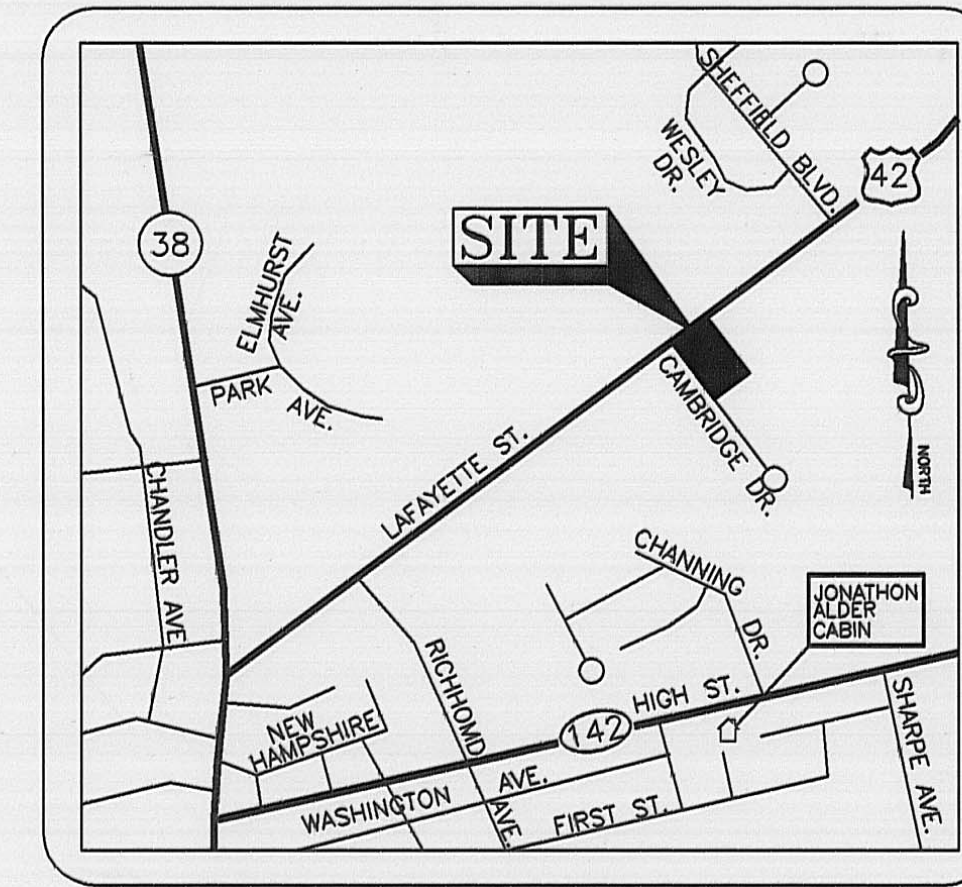 SHEFFIELD BLVD.
WESLEY
DR.
42
SITE
38
ELMHURST
AVE.
PARK AVE.
CAMBRIDGE DR.
NORTH
LAFAYETTE ST.
CHANDLER AVE.
CHANNING DR.
JONATHON
ALDER
CABIN
RICHHOMD AVE.
HIGH ST.
142
NEW
HAMPSHIRE
SHARPE AVE.
WASHINGTON AVE.
FIRST ST.